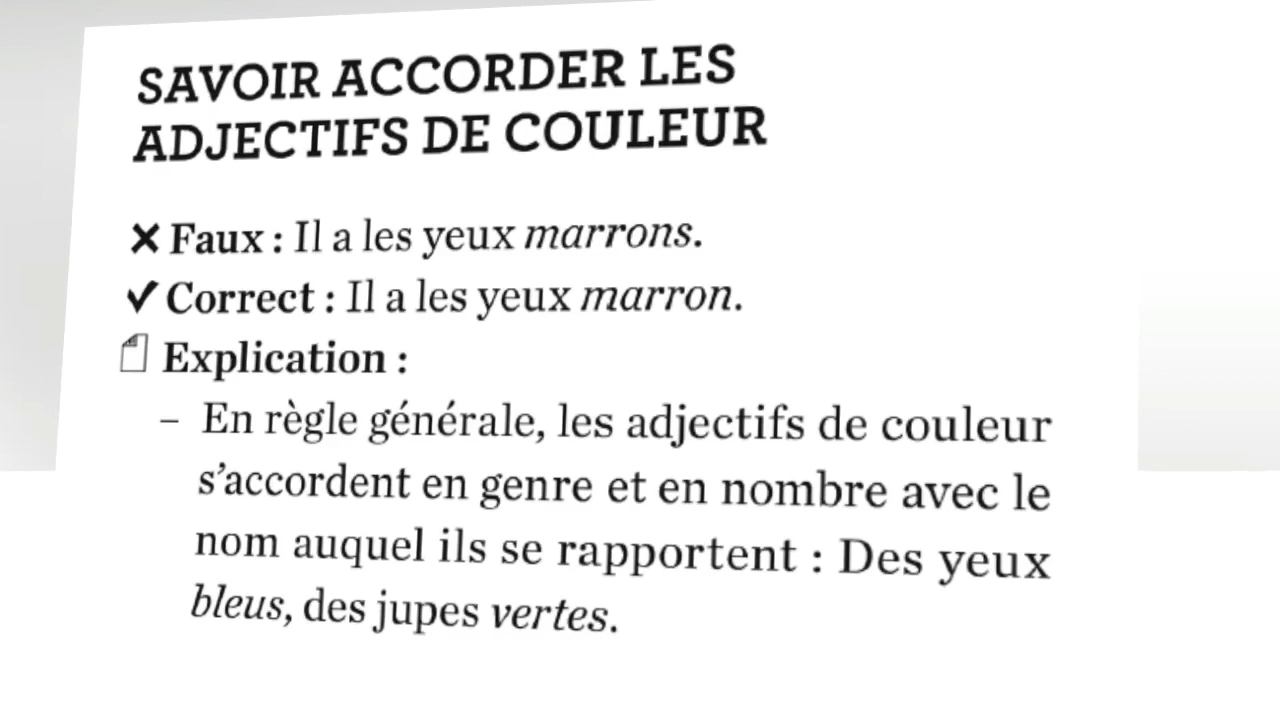 SAVOIR ACCORDER LES
ADJECTIFS DE COULEUR
✗ Faux : Il a les yeux marrons.
✓ Correct : Il a les yeux marron.
Explication :
– En règle générale, les adjectifs de couleur
s’accordent en genre et en nombre avec le
nom auquel ils se rapportent : Des yeux
bleus, des jupes vertes.